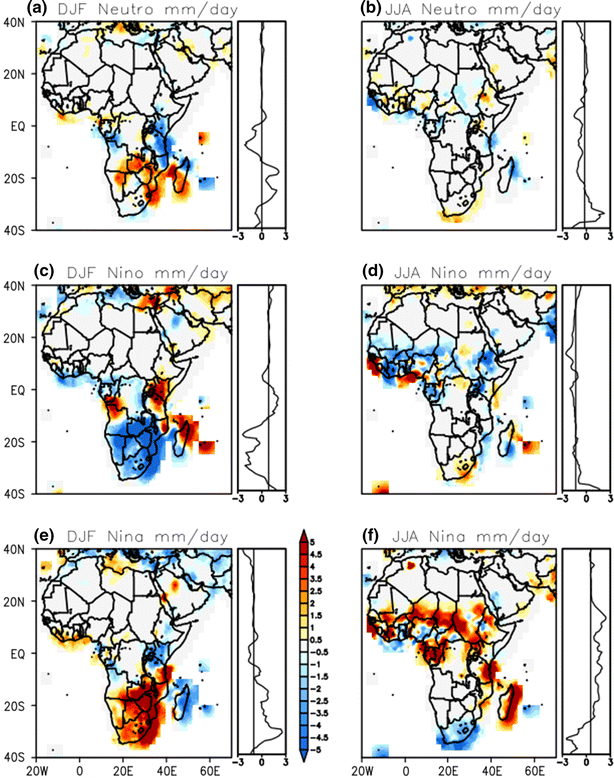 (a) DJF Neutro mm/day
(b) JJA Neutro mm/day
40N
20N
EQ
20S
40S
-3 0 3
-3 0 3
(c) DJF Nino mm/day
(d) JJA Nino mm/day
40N
20N
EQ
20S
40S
-3 0 3
-3 0 3
(e) DJF Nina mm/day
(f) JJA Nina mm/day
40N
20N
EQ
20S
40S
5
4.5
4
3.5
3
2.5
2
1.5
1
0.5
-0.5
-1
-1.5
-2
-2.5
-3
-3.5
-4
-4.5
-5
20W 0 20E 40E 60E
-3 0 3
20W 0 20E 40E 60E
-3 0 3